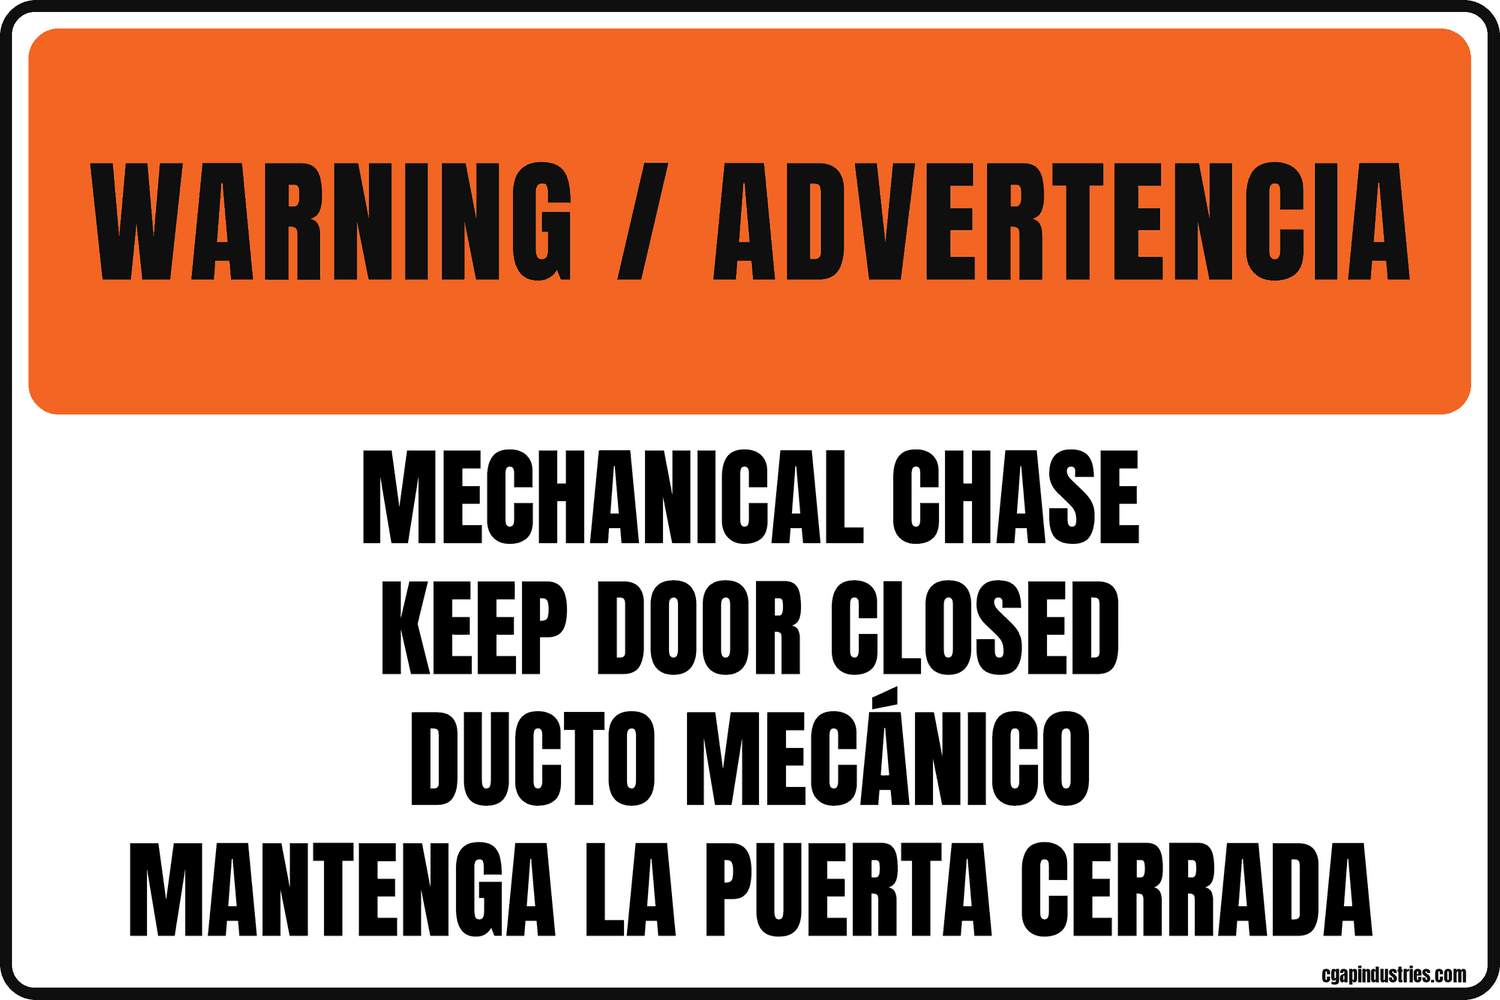 WARNING / ADVERTENCIA
MECHANICAL CHASE
KEEP DOOR CLOSED
DUCTO MECÁNICO
MANTENGA LA PUERTA CERRADA
cgapindustries.com